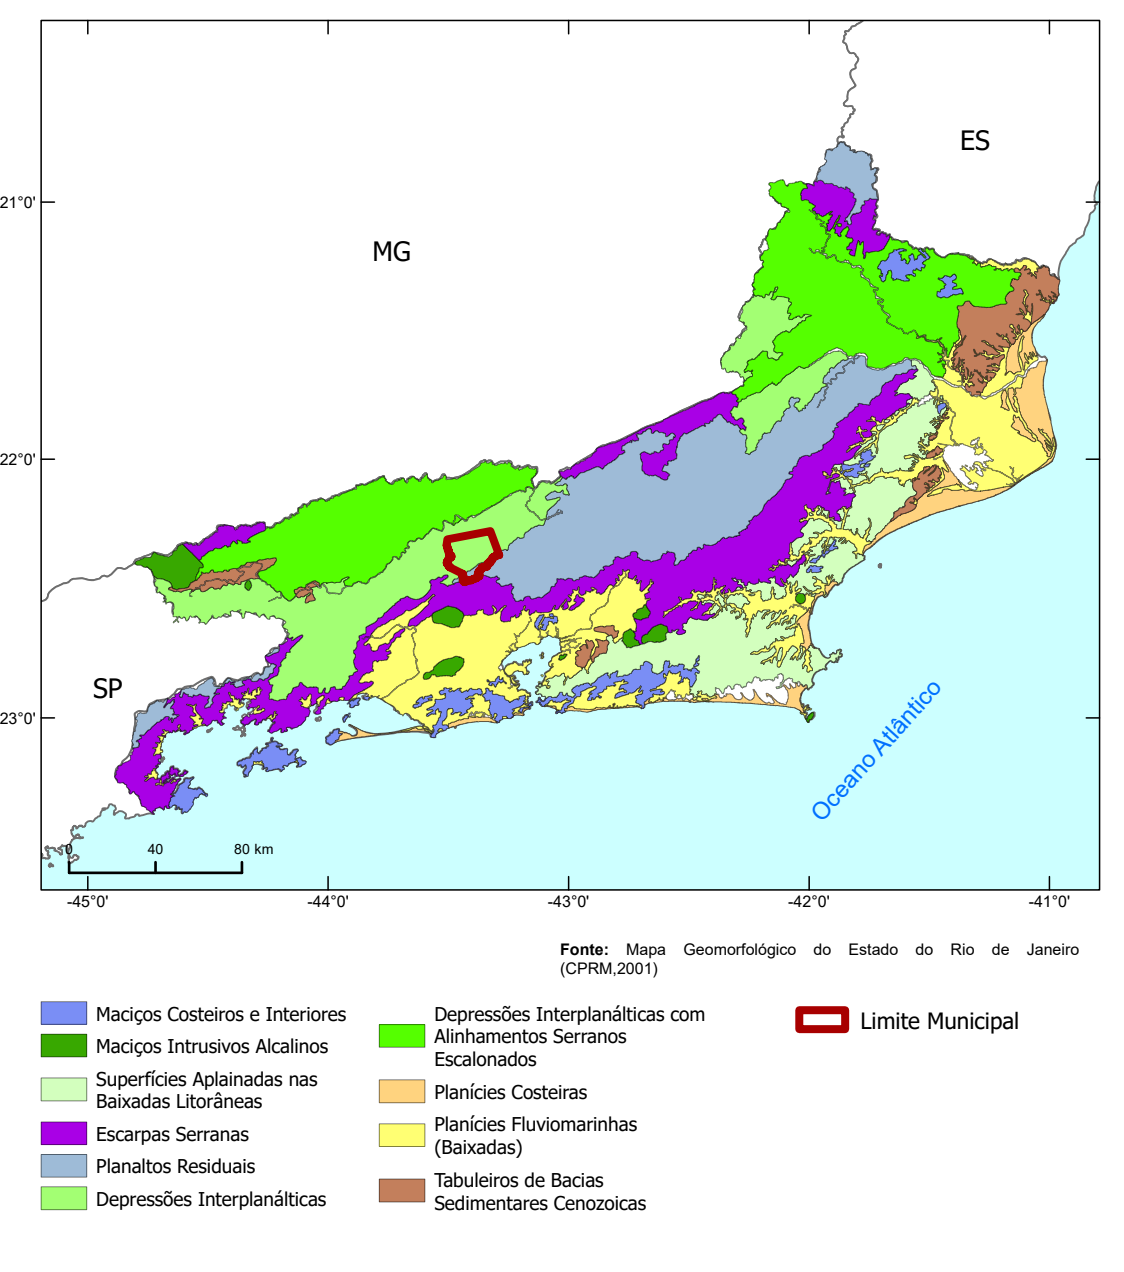 ES
21°0'
MG
22°0'
SP
23°0'
Oceano Atlântico
0 40 80 km
-45°0' -44°0' -43°0' -42°0' -41°0'
Fonte: Mapa Geomorfológico do Estado do Rio de Janeiro
(CPRM,2001)
Maciços Costeiros e Interiores
Maciços Intrusivos Alcalinos
Superfícies Aplainadas nas
Baixadas Litorâneas
Escarpas Serranas
Planaltos Residuais
Depressões Interplanálticas
Depressões Interplanálticas com
Alinhamentos Serranos
Escalonados
Planícies Costeiras
Planícies Fluviomarinhas
(Baixadas)
Tabuleiros de Bacias
Sedimentares Cenozoicas
Limite Municipal